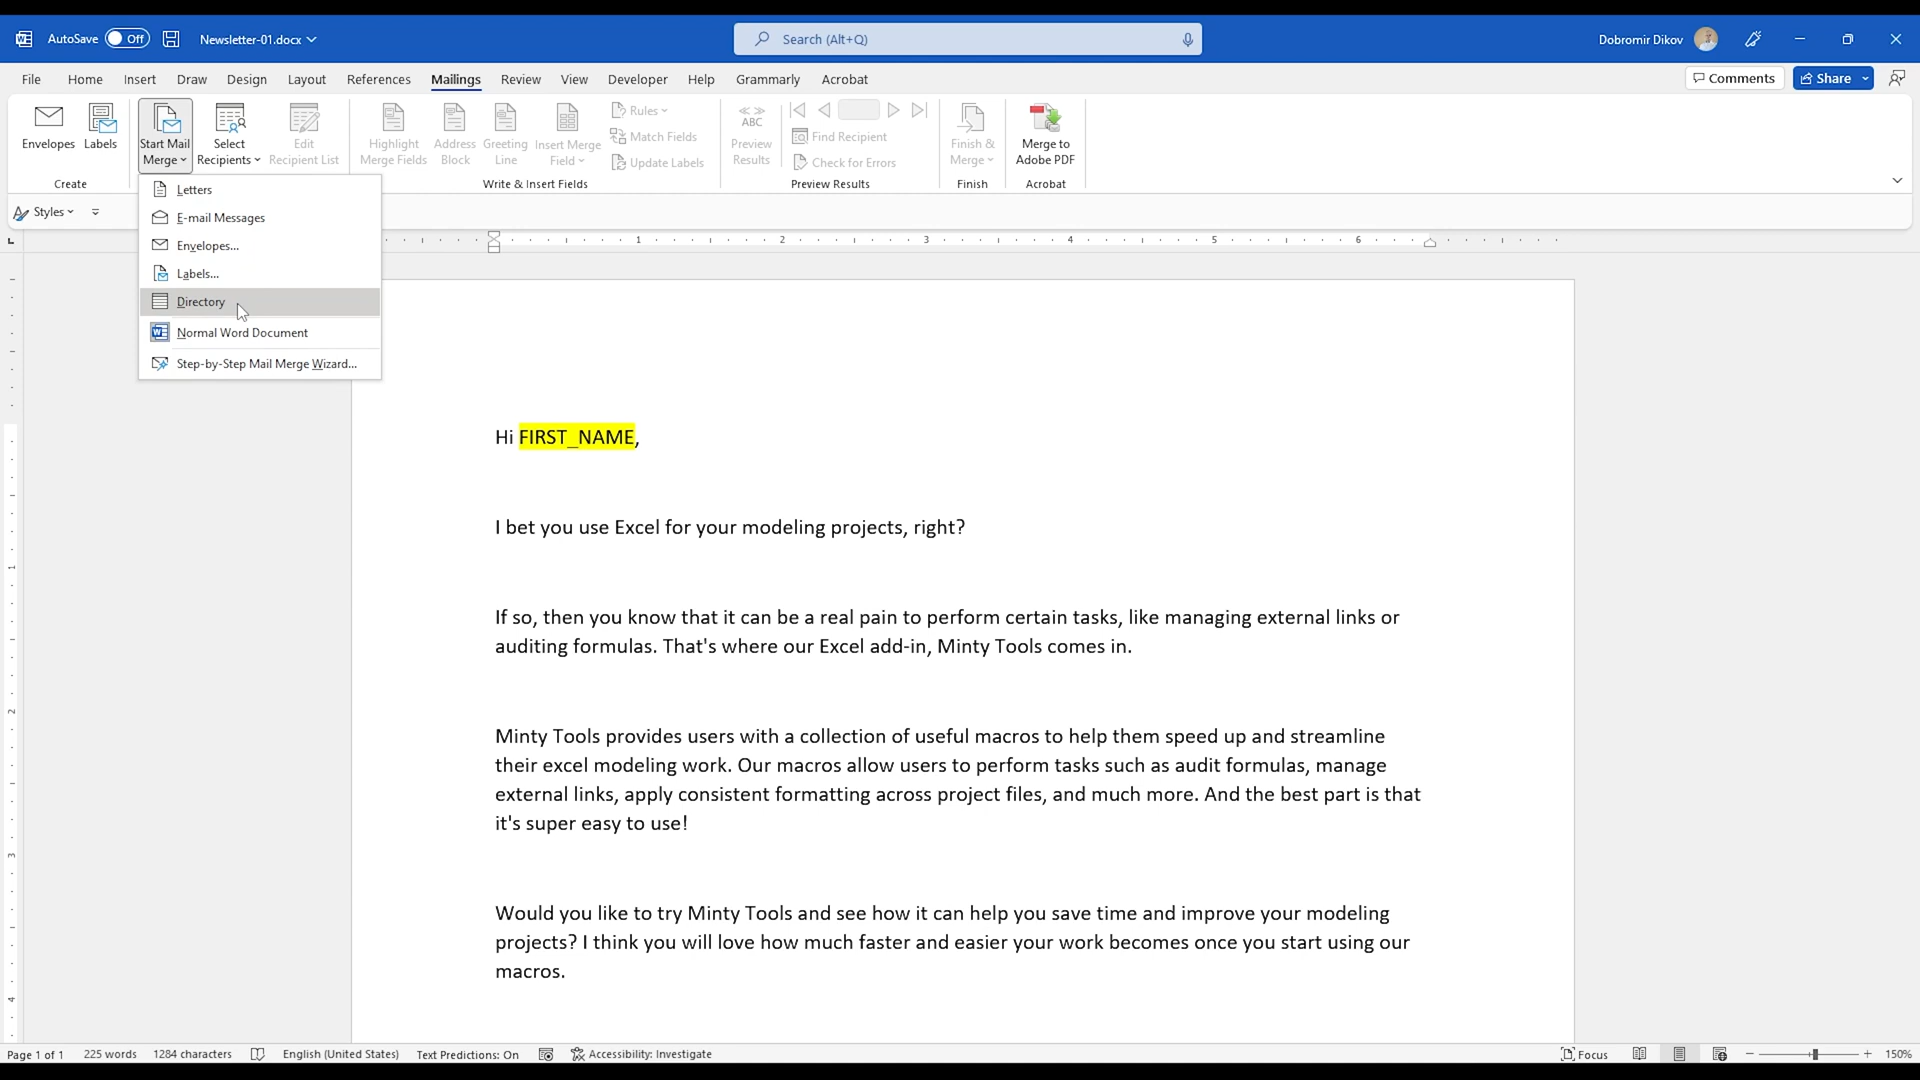 AutoSave Off Newsletter-01.docx Search (Alt+Q) Dobromir Dikov
File Home Insert Draw Design Layout References Mailings Review View Developer Help Grammarly Acrobat Comments Share
Envelopes Labels
Create
Start Mail
Merge
Select
Recipients
Edit
Recipient List
Highlight
Merge Fields
Address
Block
Greeting
Line
Insert Merge
Field
Rules
Match Fields
Update Labels
Write & Insert Fields
ABC
Preview
Results
Find Recipient
Check for Errors
Preview Results
Finish &
Merge
Finish
Merge to
Adobe PDF
Acrobat
Styles
Letters
E-mail Messages
Envelopes...
Labels...
Directory
Normal Word Document
Step-by-Step Mail Merge Wizard...
1 2 3 4 5 6
1
2
3
4
Hi FIRST_NAME,
I bet you use Excel for your modeling projects, right?
If so, then you know that it can be a real pain to perform certain tasks, like managing external links or
auditing formulas. That's where our Excel add-in, Minty Tools comes in.
Minty Tools provides users with a collection of useful macros to help them speed up and streamline
their excel modeling work. Our macros allow users to perform tasks such as audit formulas, manage
external links, apply consistent formatting across project files, and much more. And the best part is that
it's super easy to use!
Would you like to try Minty Tools and see how it can help you save time and improve your modeling
projects? I think you will love how much faster and easier your work becomes once you start using our
macros.
Page 1 of 1 225 words 1284 characters English (United States) Text Predictions: On Accessibility: Investigate Focus 150%